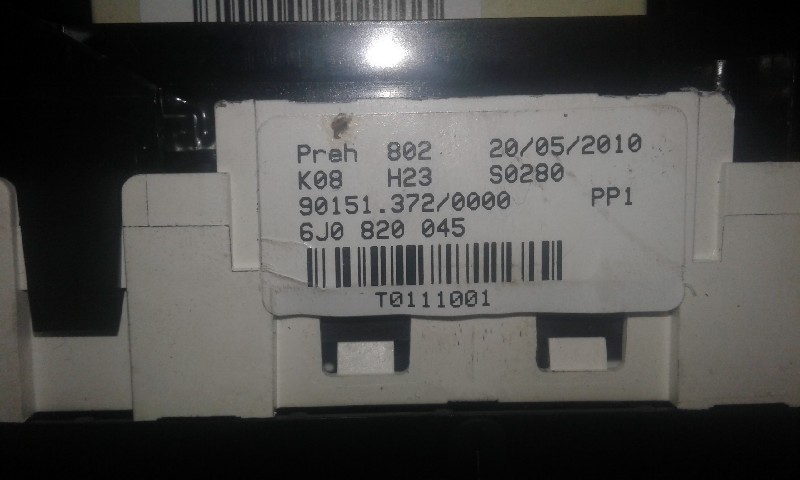 Preh 802 20/05/2010
K08 H23 S0280
90151.372/0000 PP1
6J0 820 045
T0111001